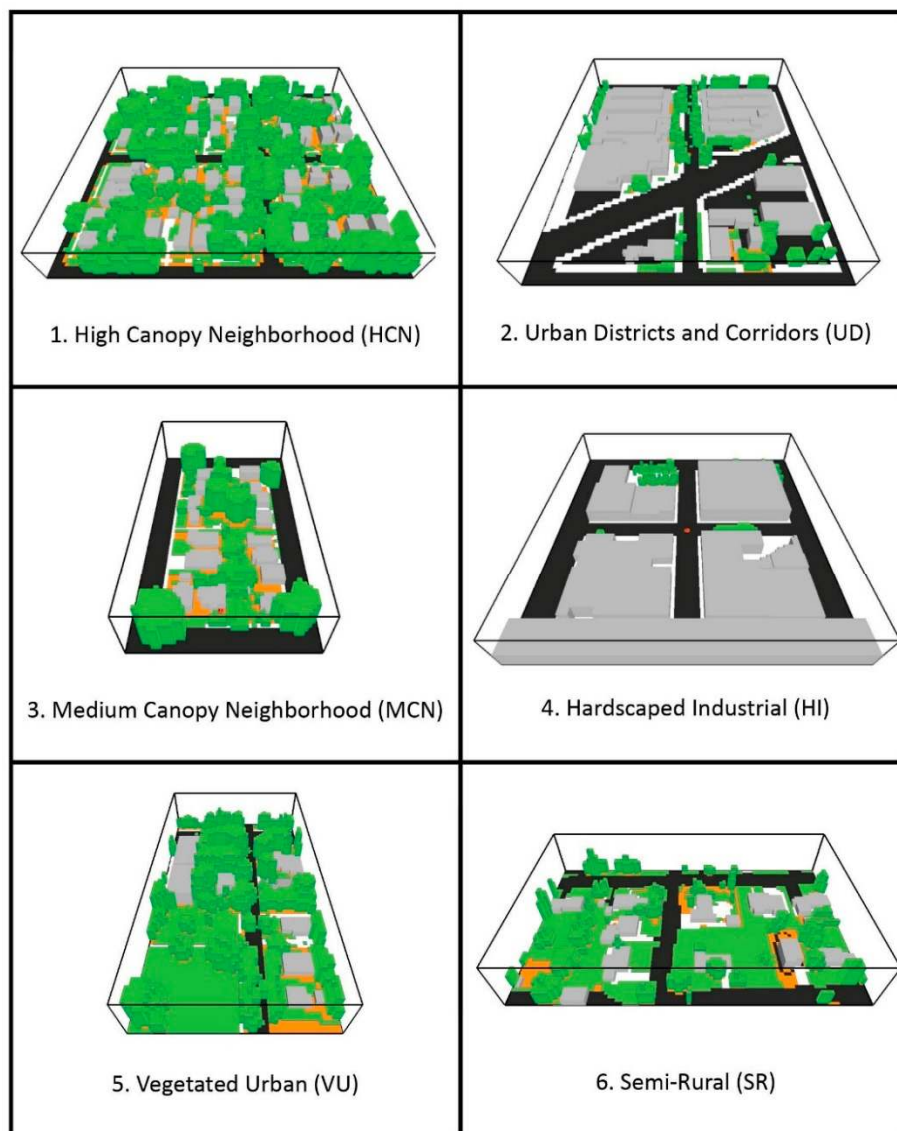 1. High Canopy Neighborhood (HCN)
2. Urban Districts and Corridors (UD)
3. Medium Canopy Neighborhood (MCN)
4. Hardscaped Industrial (HI)
5. Vegetated Urban (VU)
6. Semi-Rural (SR)